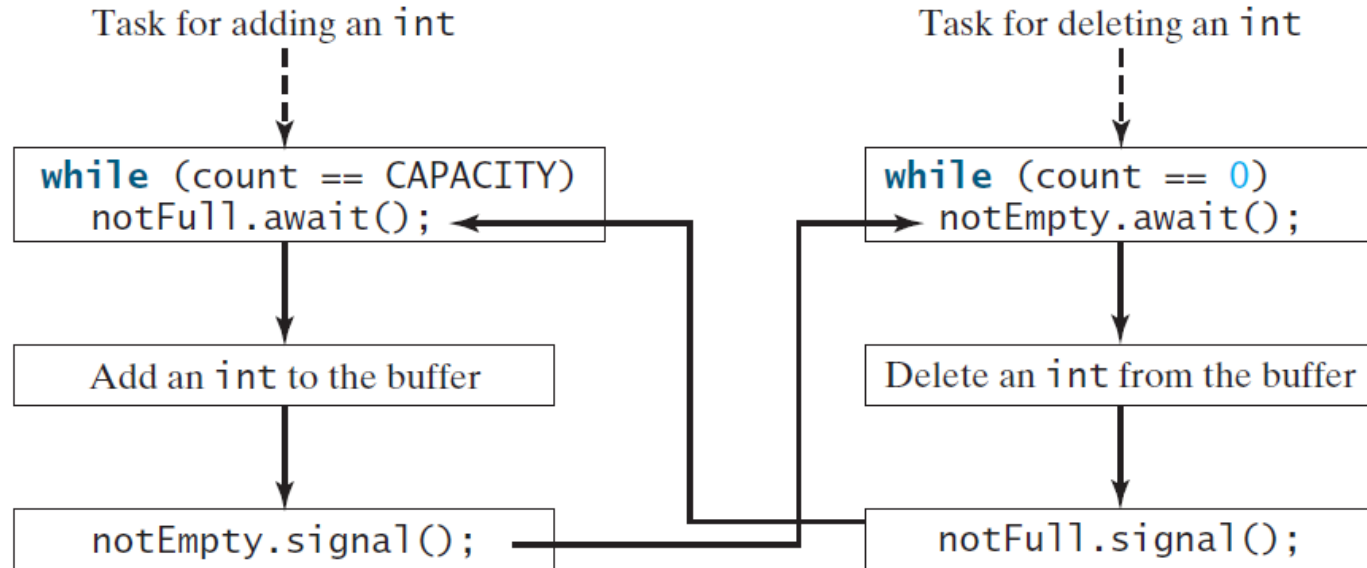 Task for adding an int
while (count == CAPACITY)
notFull.await();
Add an int to the buffer
notEmpty.signal();
Task for deleting an int
while (count == 0)
notEmpty.await();
Delete an int from the buffer
notFull.signal();